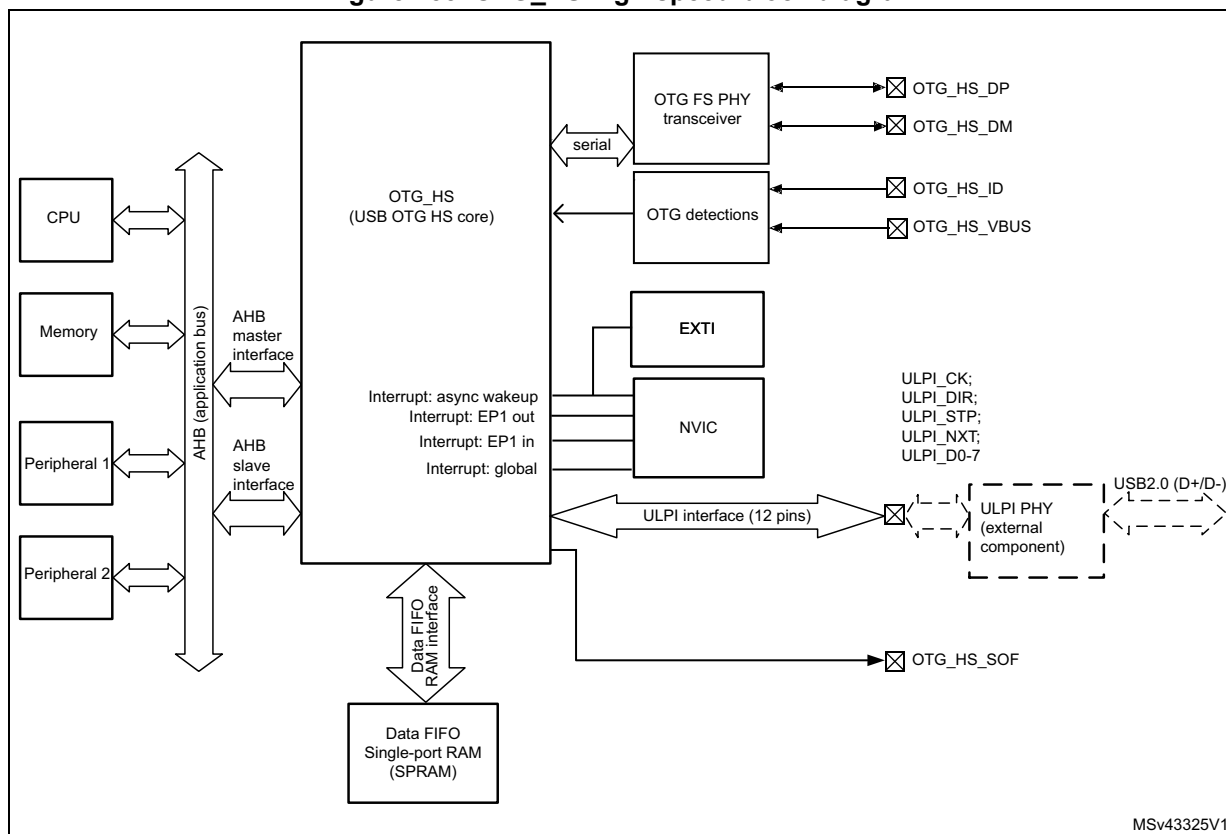 OTG FS PHY
transceiver
OTG_HS_DP
OTG_HS_DM
serial
CPU
OTG_HS
(USB OTG HS core)
OTG detections
OTG_HS_ID
OTG_HS_VBUS
Memory
AHB (application bus)
AHB
master
interface
EXTI
Interrupt: async wakeup
Interrupt: EP1 out
Interrupt: EP1 in
Interrupt: global
NVIC
ULPI_CK;
ULPI_DIR;
ULPI_STP;
ULPI_NXT;
ULPI_D0-7
Peripheral 1
AHB
slave
interface
ULPI interface (12 pins)
ULPI PHY
(external
component)
USB2.0 (D+/D-)
Peripheral 2
Data FIFO
RAM interface
OTG_HS_SOF
Data FIFO
Single-port RAM
(SPRAM)
MSv43325V1